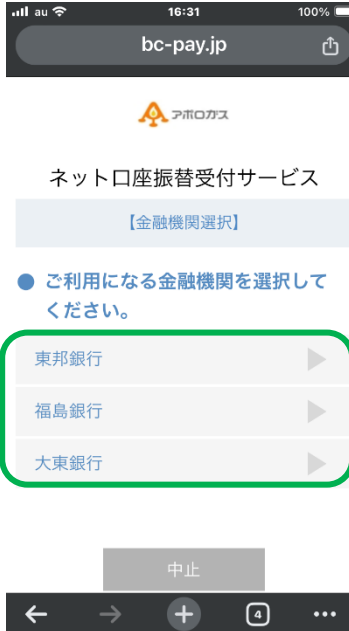 au 16:31 100%
bc-pay.jp
アポロガス
ネット口座振替受付サービス
【金融機関選択】
● ご利用になる金融機関を選択して
ください。
東邦銀行
福島銀行
大東銀行
中止
4